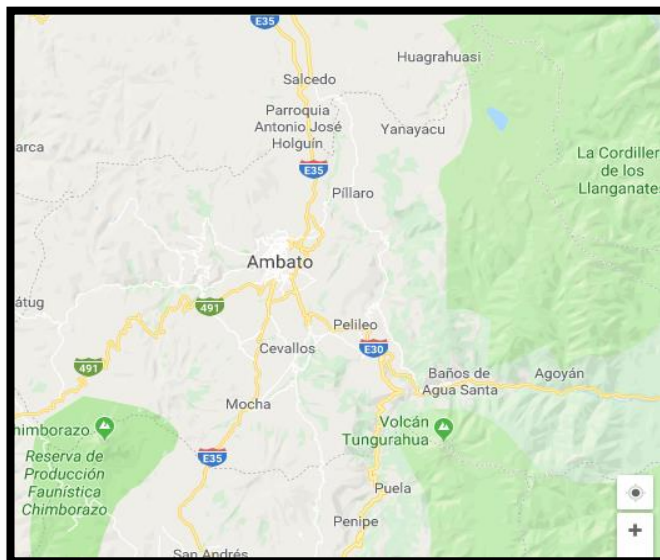 E35
Huagrahuasi
Salcedo
Parroquia
Antonio José
Holguín
Yanayacu
arca
La Cordiller
de los
Llanganates
E35
Píllaro
Ambato
átug
491
Pelileo
E30
Cevallos
491
Baños de
Agua Santa
Agoyán
Mocha
himborazo
Volcán
Tungurahua
Reserva de
Producción
Faunística
Chimborazo
E35
Puela
Penipe
San Andrés